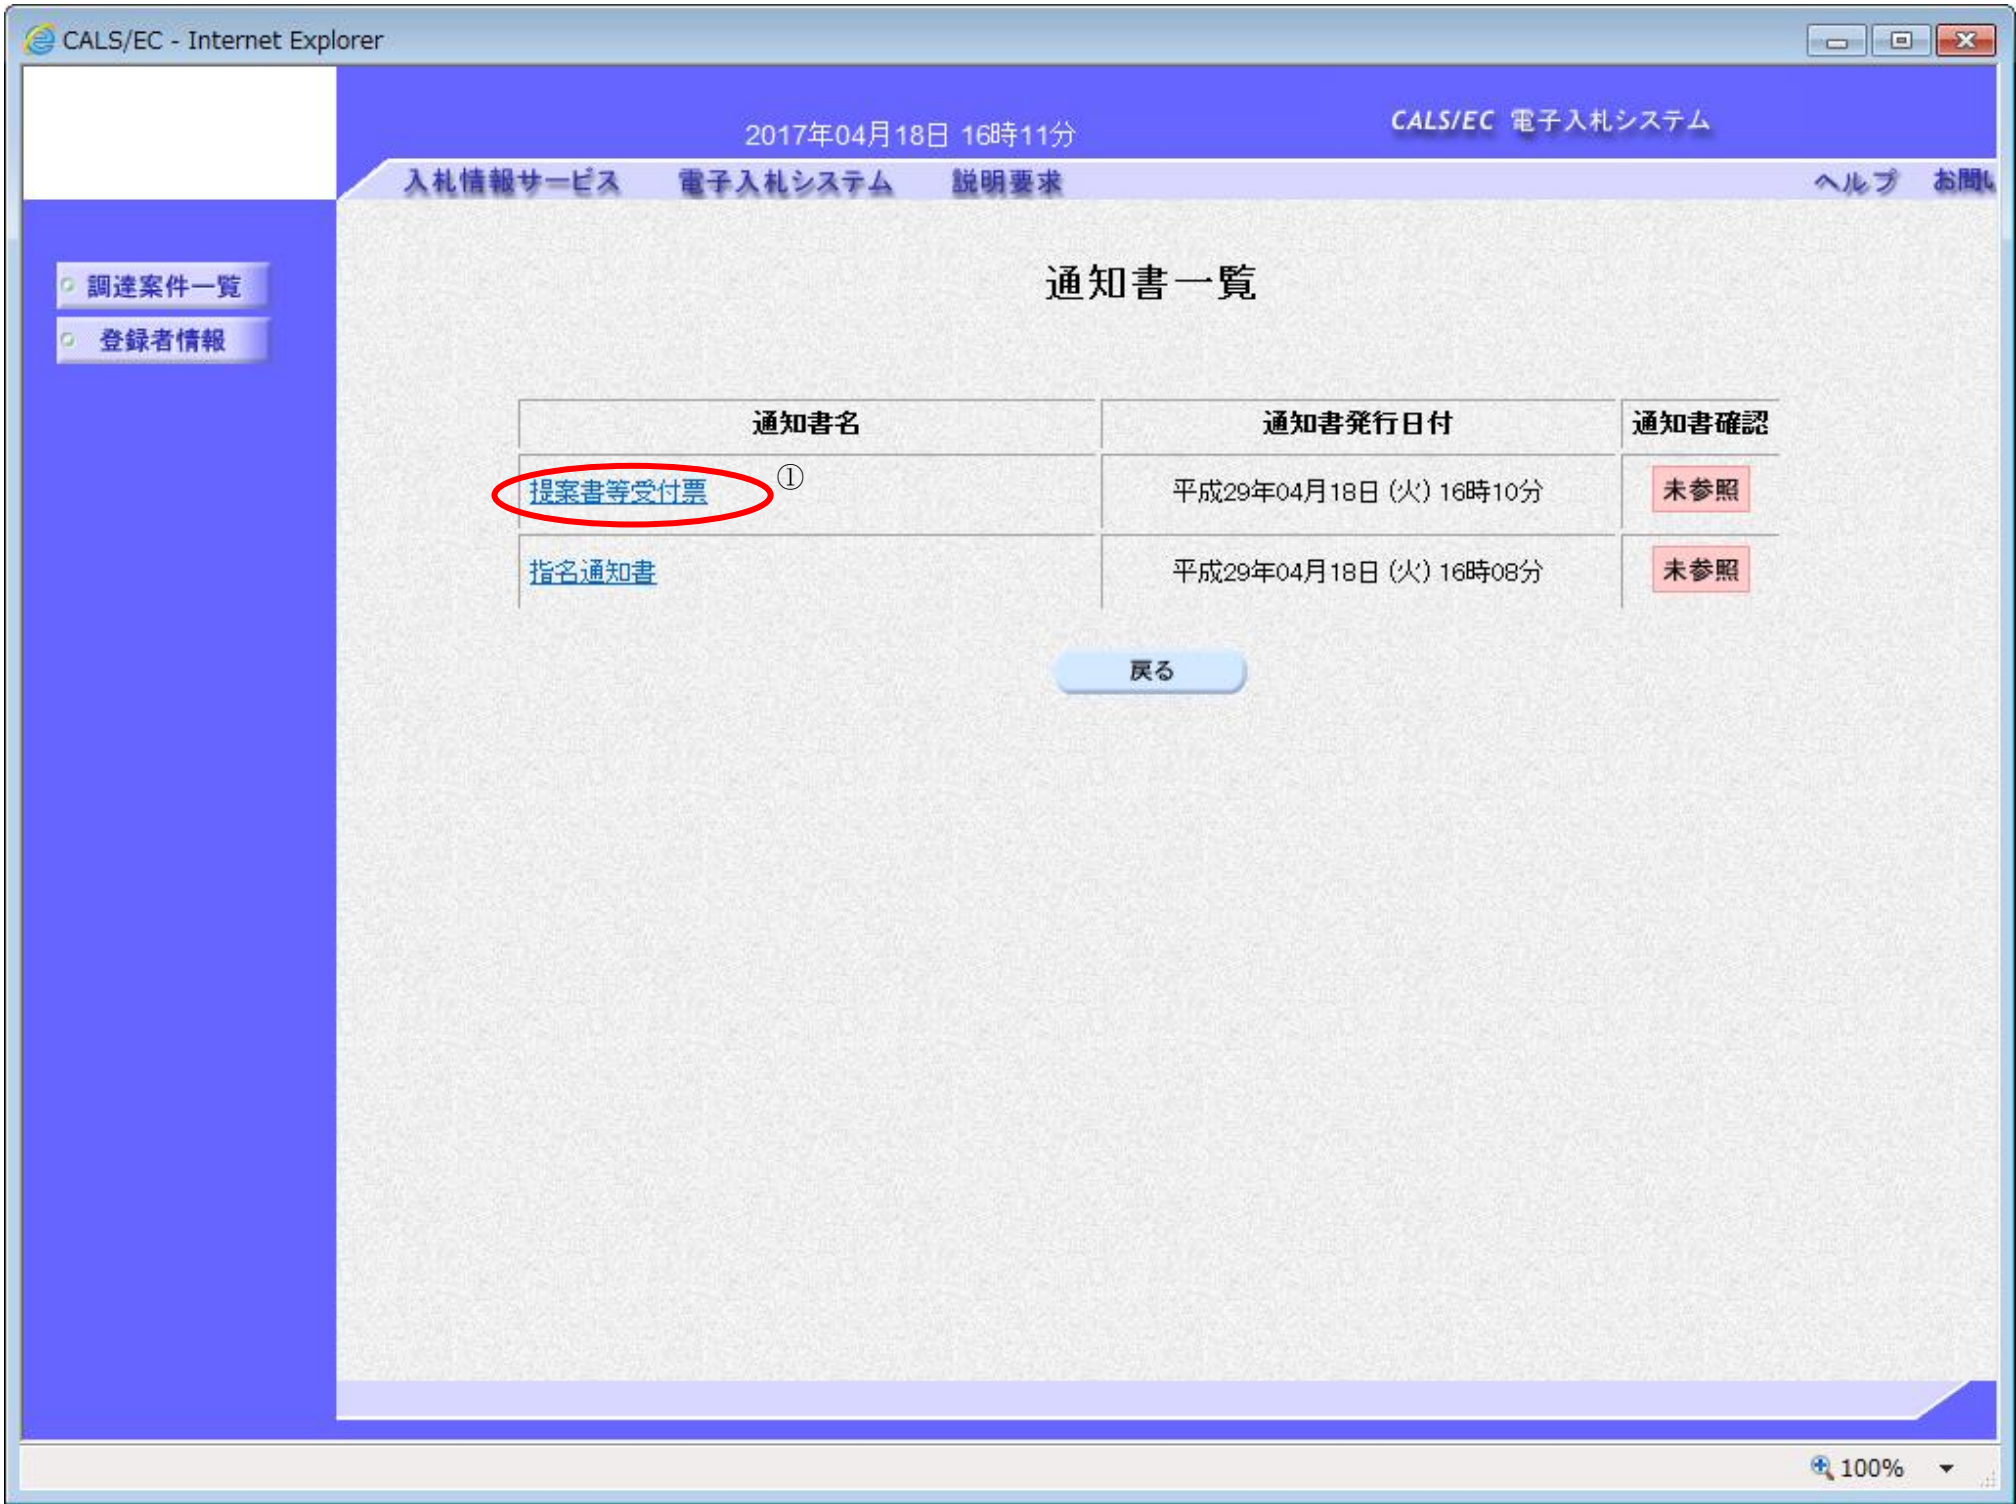 CALS/EC - Internet Explorer
2017年04月18日 16時11分
CALS/EC 電子入札システム
入札情報サービス 電子入札システム 説明要求 ヘルプ お問い
調達案件一覧
登録者情報
通知書一覧
通知書名 通知書発行日付 通知書確認
提案書等受付票 ① 平成29年04月18日 (火) 16時10分 未参照
指名通知書 平成29年04月18日 (火) 16時08分 未参照
戻る
100%